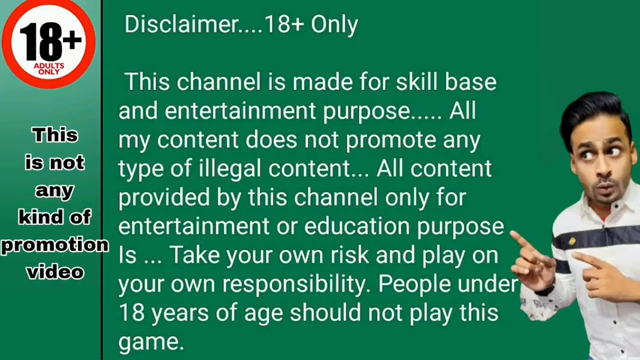 18+
ADULTS
ONLY
This
is not
any
kind of
promotion
video
Disclaimer....18+ Only
This channel is made for skill base
and entertainment purpose..... All
my content does not promote any
type of illegal content... All content
provided by this channel only for
entertainment or education purpose
Is ... Take your own risk and play on
your own responsibility. People under
18 years of age should not play this
game.